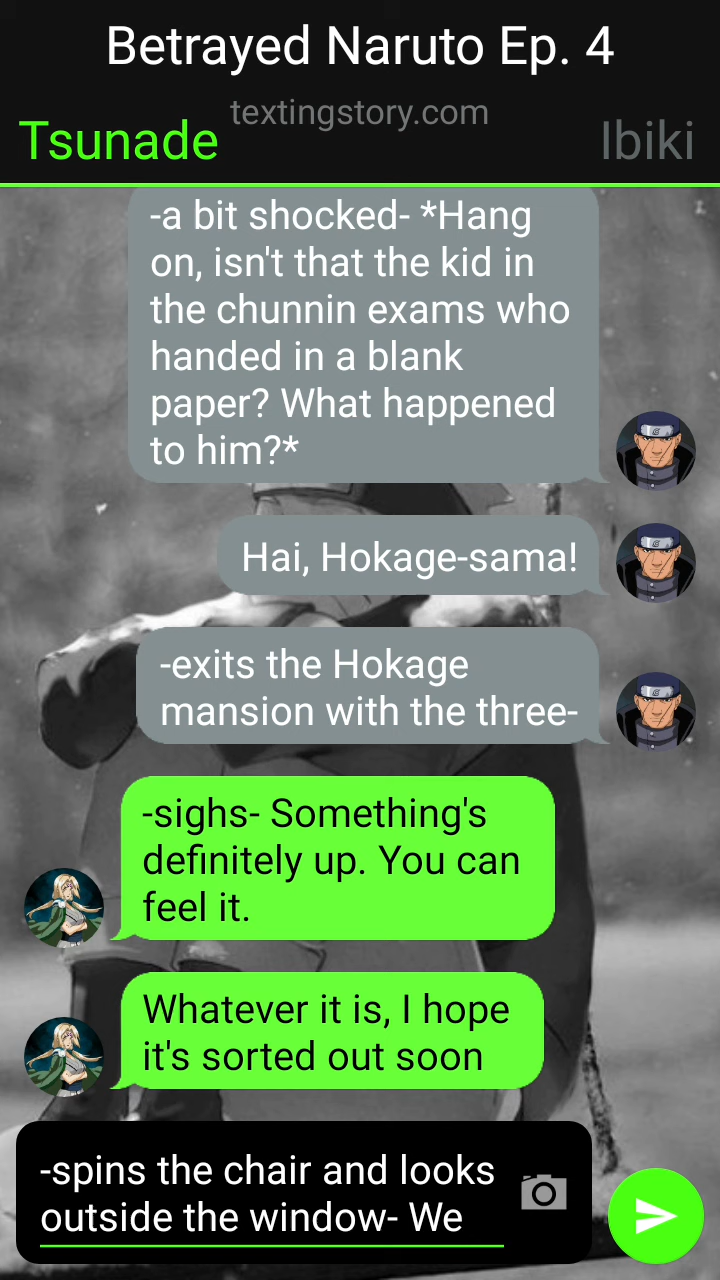 Betrayed Naruto Ep. 4
textingstory.com
Tsunade
Ibiki
-a bit shocked- *Hang
on, isn't that the kid in
the chunnin exams who
handed in a blank
paper? What happened
to him?*
Hai, Hokage-sama!
-exits the Hokage
mansion with the three-
-sighs- Something's
definitely up. You can
feel it.
Whatever it is, I hope
it's sorted out soon
-spins the chair and looks
outside the window- We